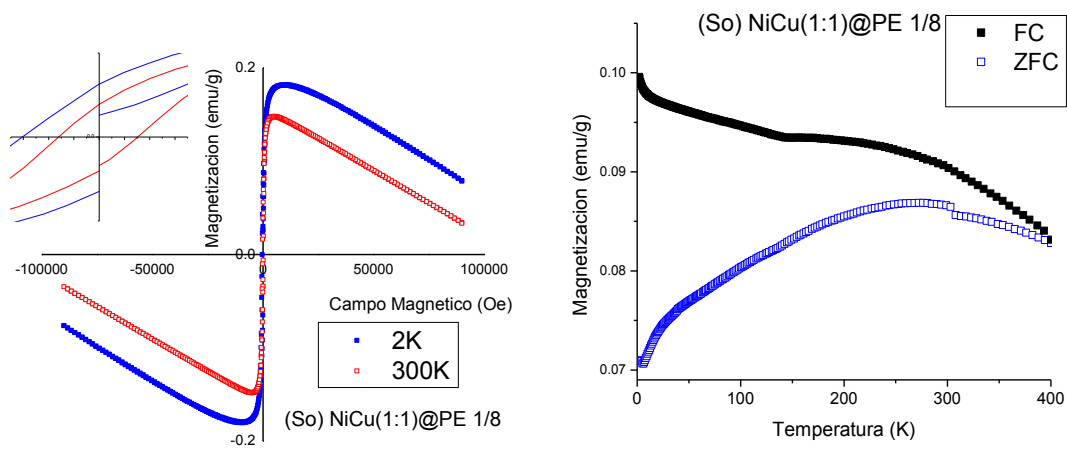 0.2
Magnetizacion (emu/g)
0.0
-100000
-50000
0
50000
100000
Campo Magnetico (Oe)
2K
300K
(So) NiCu(1:1)@PE 1/8
-0.2
(So) NiCu(1:1)@PE 1/8
FC
ZFC
0.10
0.09
0.08
0.07
Magnetizacion (emu/g)
0
100
200
300
400
Temperatura (K)